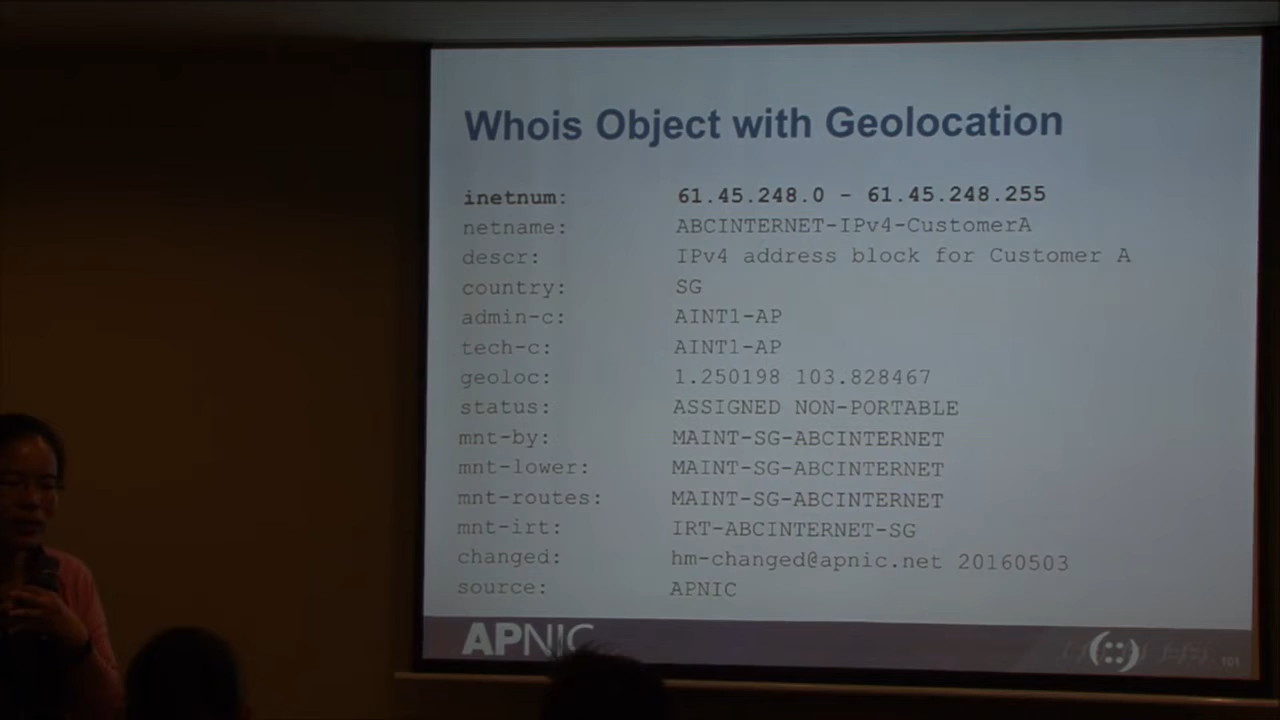 Whois Object with Geolocation
inetnum: 61.45.248.0 - 61.45.248.255
netname: ABCINTERNET-IPv4-CustomerA
descr: IPv4 address block for Customer A
country: SG
admin-c: AINT1-AP
tech-c: AINT1-AP
geoloc: 1.250198 103.828467
status: ASSIGNED NON-PORTABLE
mnt-by: MAINT-SG-ABCINTERNET
mnt-lower: MAINT-SG-ABCINTERNET
mnt-routes: MAINT-SG-ABCINTERNET
mnt-irt: IRT-ABCINTERNET-SG
changed: hm-changed@apnic.net 20160503
source: APNIC
APNIC
101